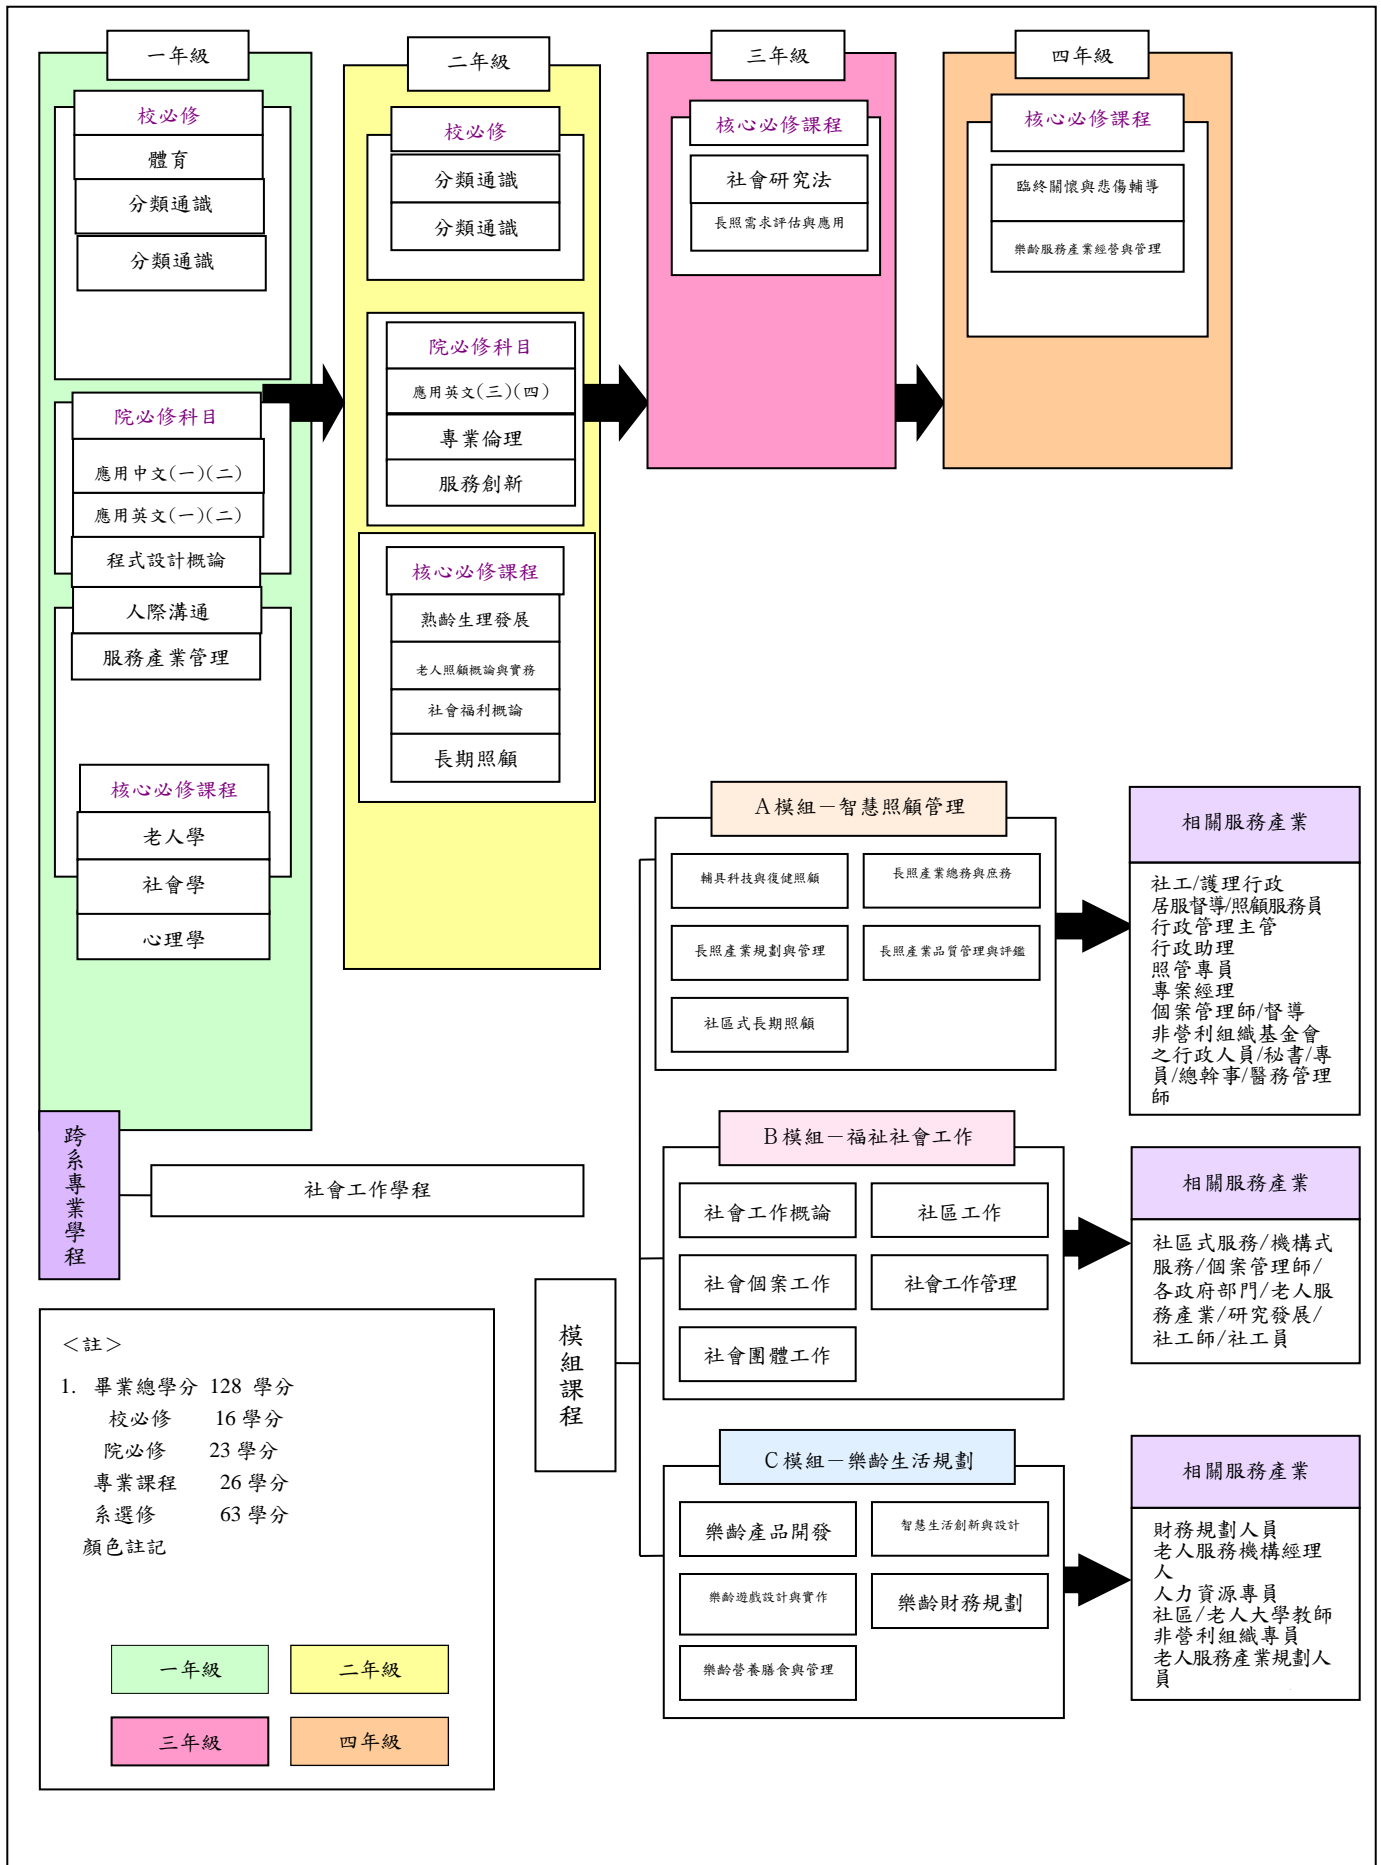 一年級
校必修
體育
分類通識
分類通識
院必修科目
應用中文(一)(二)
應用英文(一)(二)
程式設計概論
人際溝通
服務產業管理
核心必修課程
老人學
社會學
心理學
二年級
校必修
分類通識
分類通識
院必修科目
應用英文(三)(四)
專業倫理
服務創新
核心必修課程
熟齡生理發展
老人照顧概論與實務
社會福利概論
長期照顧
三年級
核心必修課程
社會研究法
長照需求評估與應用
四年級
核心必修課程
臨終關懷與悲傷輔導
樂齡服務產業經營與管理
跨系專業學程
社會工作學程
模組課程
A模組－智慧照顧管理
輔具科技與復健照顧
長照產業總務與庶務
長照產業規劃與管理
長照產業品質管理與評鑑
社區式長期照顧
相關服務產業
社工/護理行政
居服督導/照顧服務員
行政管理主管
行政助理
照管專員
專案經理
個案管理師/督導
非營利組織基金會
之行政人員/秘書/專
員/總幹事/醫務管理
師
B模組－福祉社會工作
社會工作概論
社區工作
社會個案工作
社會工作管理
社會團體工作
相關服務產業
社區式服務/機構式
服務/個案管理師/
各政府部門/老人服
務產業/研究發展/
社工師/社工員
C模組－樂齡生活規劃
樂齡產品開發
智慧生活創新與設計
樂齡遊戲設計與實作
樂齡財務規劃
樂齡營養膳食與管理
相關服務產業
財務規劃人員
老人服務機構經理
人
人力資源專員
社區/老人大學教師
非營利組織專員
老人服務產業規劃人
員
＜註＞
1. 畢業總學分 128 學分
校必修 16 學分
院必修 23 學分
專業課程 26 學分
系選修 63 學分
顏色註記
一年級
二年級
三年級
四年級